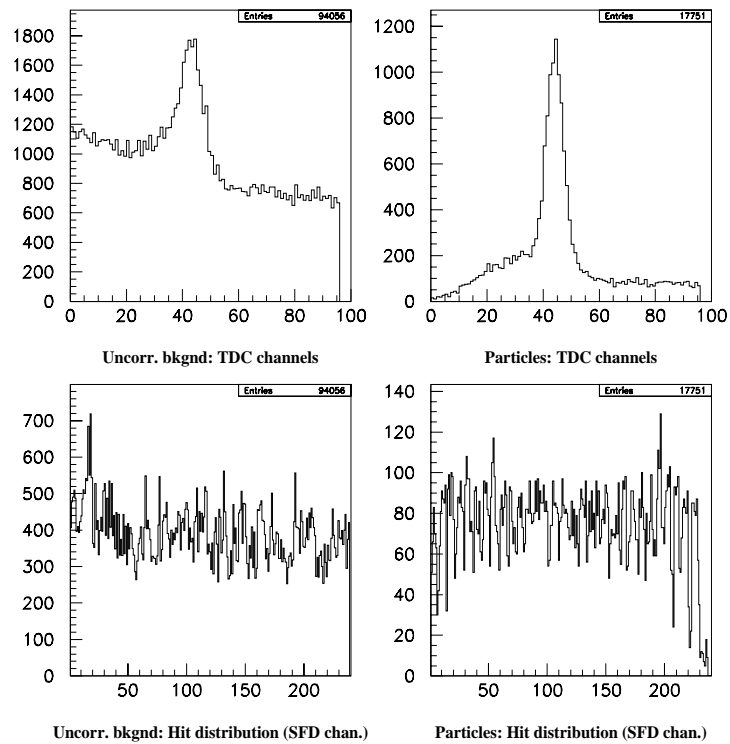 Entries 94056
1800
1600
1400
1200
1000
800
600
400
200
0
0 20 40 60 80 100
Uncorr. bkgnd: TDC channels
Entries 17751
1200
1000
800
600
400
200
0
0 20 40 60 80 100
Particles: TDC channels
Entries 94056
700
600
500
400
300
200
100
0
50 100 150 200
Uncorr. bkgnd: Hit distribution (SFD chan.)
Entries 17751
140
120
100
80
60
40
20
0
50 100 150 200
Particles: Hit distribution (SFD chan.)